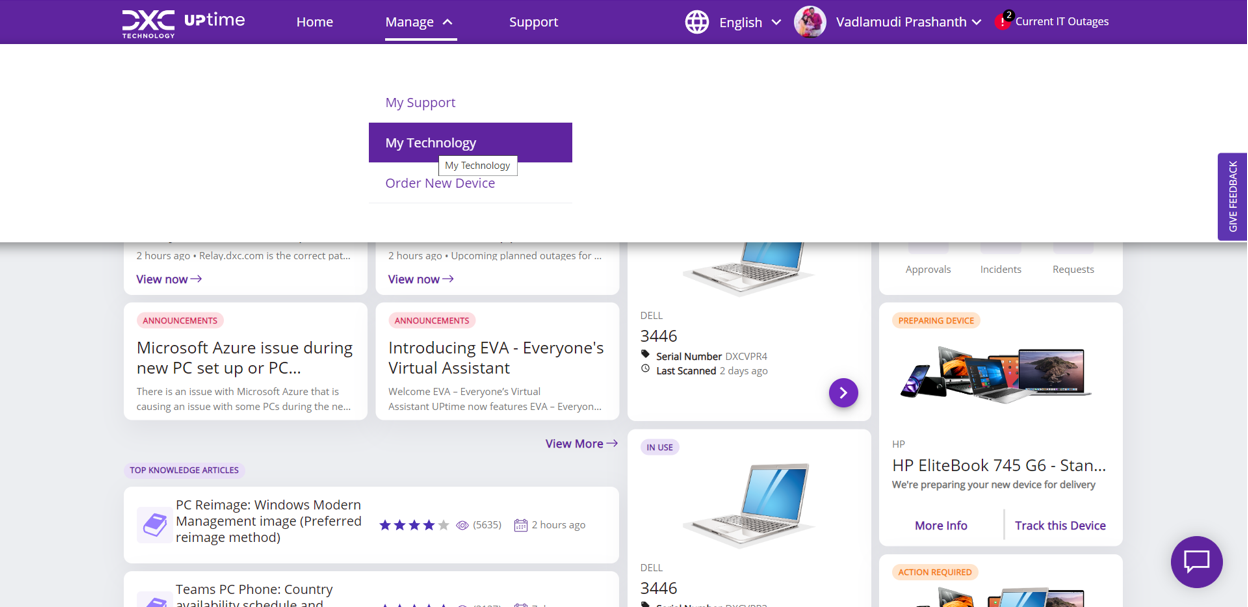 DXC TECHNOLOGY UPtime
Home
Manage
Support
English
Vadlamudi Prashanth
2
Current IT Outages
My Support
My Technology
My Technology
Order New Device
GIVE FEEDBACK
2 hours ago • Relay.dxc.com is the correct pat...
View now
2 hours ago • Upcoming planned outages for ...
View now
ANNOUNCEMENTS
Microsoft Azure issue during
new PC set up or PC...
There is an issue with Microsoft Azure that is
causing an issue with some PCs during the ne...
ANNOUNCEMENTS
Introducing EVA - Everyone's
Virtual Assistant
Welcome EVA – Everyone's Virtual
Assistant UPtime now features EVA – Everyon...
View More
TOP KNOWLEDGE ARTICLES
PC Reimage: Windows Modern
Management image (Preferred
reimage method)
(5635)
2 hours ago
Teams PC Phone: Country
availability schedule and
DELL
3446
Serial Number DXCVPR4
Last Scanned 2 days ago
IN USE
DELL
3446
Approvals
Incidents
Requests
PREPARING DEVICE
HP
HP EliteBook 745 G6 - Stan...
We're preparing your new device for delivery
More Info
Track this Device
ACTION REQUIRED